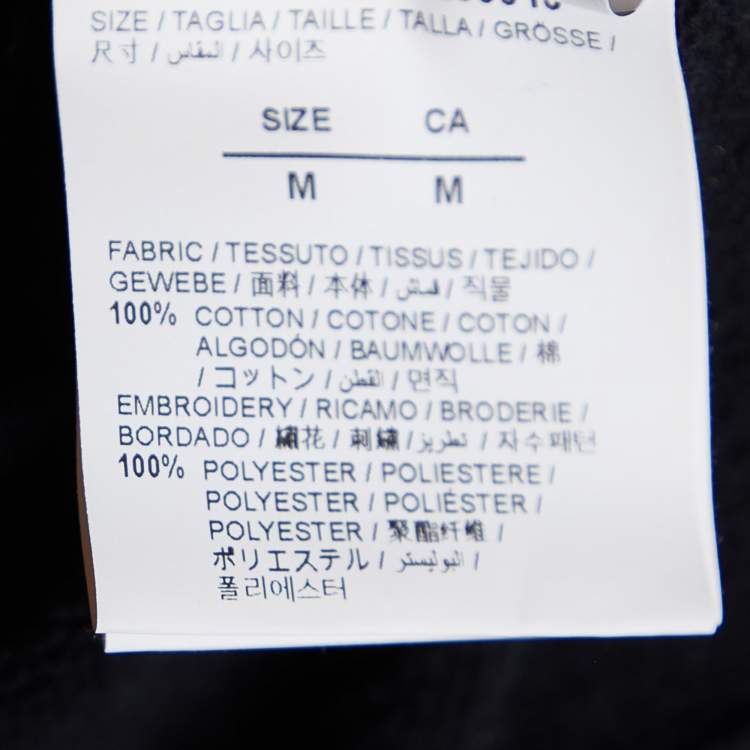 SIZE / TAGLIA / TAILLE / TALLA / GRÖSSE /
尺寸 / المقاس / 사이즈
SIZE CA
M M
FABRIC / TESSUTO / TISSUS / TEJIDO /
GEWEBE / 面料 / 本体 / قماش / 직물
100% COTTON / COTONE / COTON /
ALGODÓN / BAUMWOLLE / 棉
/ コットン / القطن / 면직
EMBROIDERY / RICAMO / BRODERIE /
BORDADO / 繡花 / 刺繍 / تطريز / 자수패턴
100% POLYESTER / POLIESTERE /
POLYESTER / POLIÉSTER /
POLYESTER / 聚酯纤维 /
ポリエステル / البوليستر /
폴리에스터